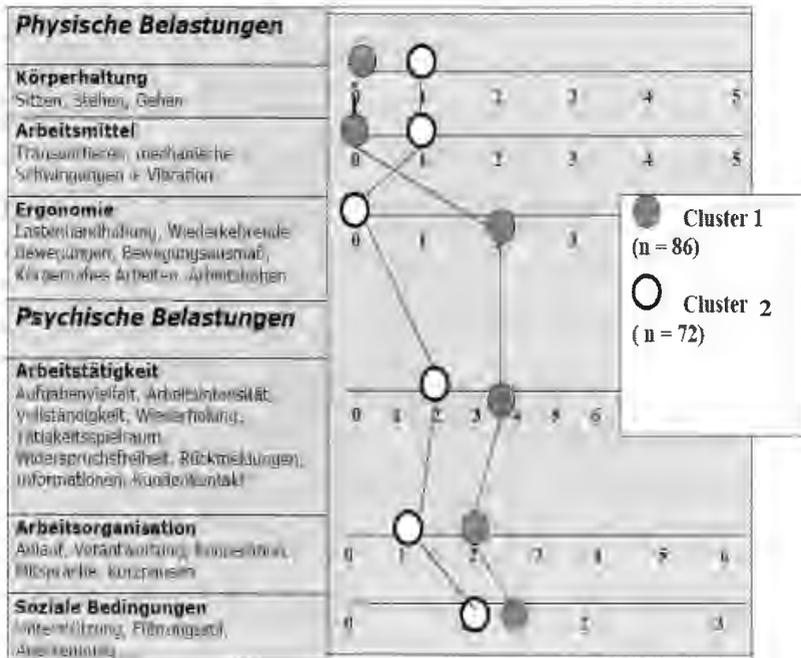 Physische Belastungen
Körperhaltung
Sitzen, Stehen, Gehen
0 1 2 3 4 5
Arbeitsmittel
Transportieren, mechanische
Schwingungen + Vibration
0 1 2 3 4 5
Ergonomie
Lastenhandhabung, Wiederkehrende
Bewegungen, Bewegungsausmaß,
Körpernahes Arbeiten, Arbeitshöhen
0 1 3
Cluster 1
(n = 86)
Cluster 2
( n = 72)
Psychische Belastungen
Arbeitstätigkeit
Aufgabenvielfalt, Arbeitsintensität,
Vollständigkeit, Wiederholung,
Tätigkeitsspielraum
Widerspruchsfreiheit, Rückmeldungen,
Informationen, Kundenkontakt
0 1 2 3 4 5 6
Arbeitsorganisation
Ablauf, Verantwortung, Kooperation,
Mitsprache, Kurzpausen
0 1 2 3 4 5 6
Soziale Bedingungen
Unterstützung, Führungsstil,
Anerkennung
0 2 3